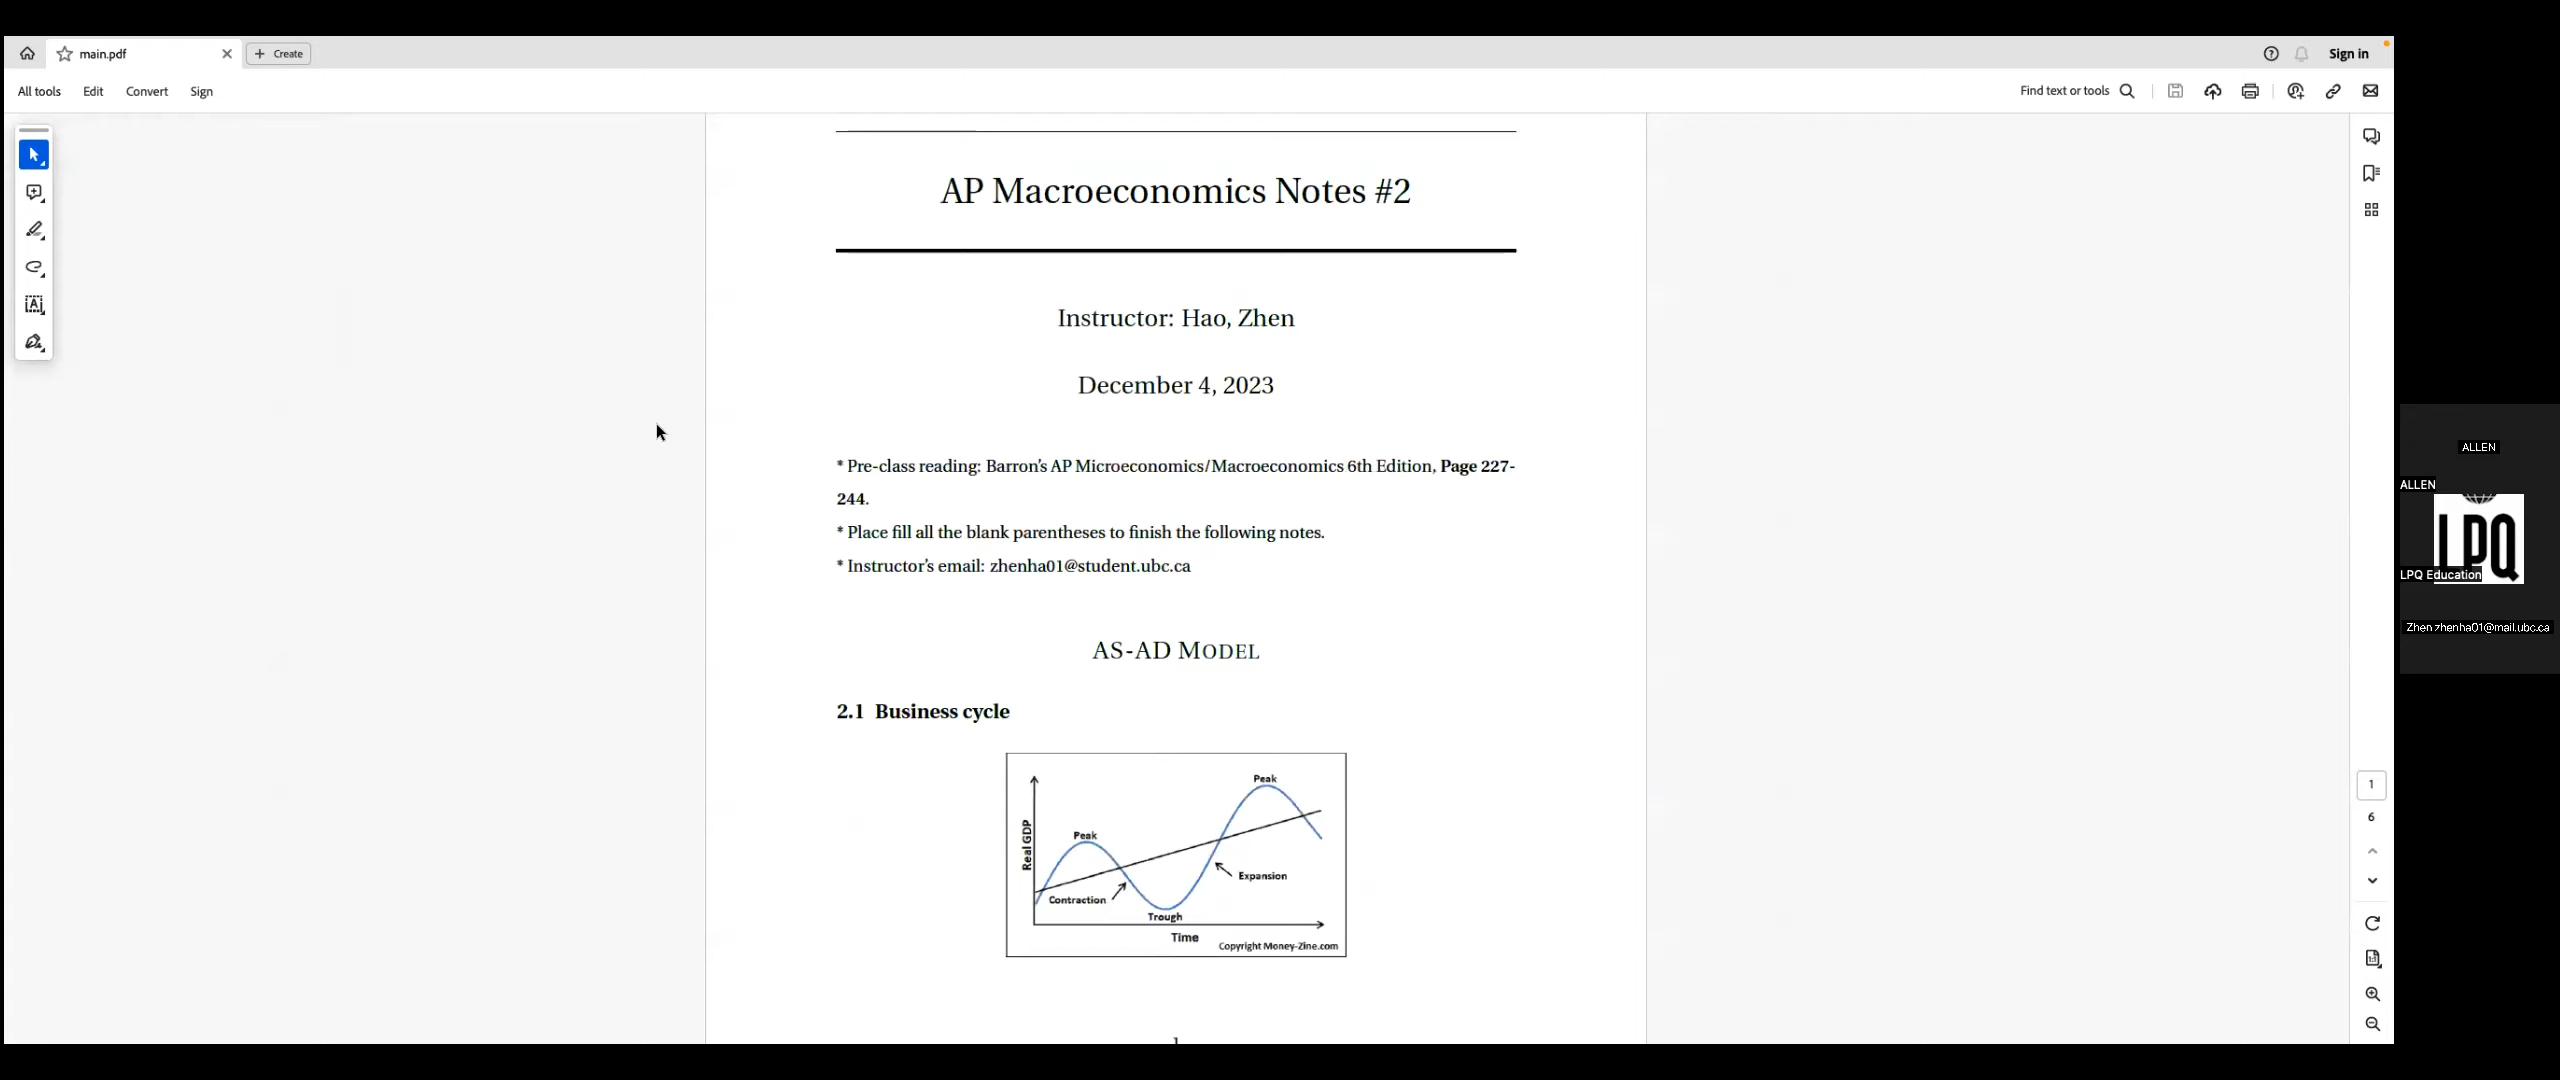 main.pdf
Create
Sign in
All tools
Edit
Convert
Sign
Find text or tools
AP Macroeconomics Notes #2
Instructor: Hao, Zhen
December 4, 2023
* Pre-class reading: Barron's AP Microeconomics/Macroeconomics 6th Edition, Page 227-
244.
* Place fill all the blank parentheses to finish the following notes.
* Instructor's email: zhenha01@student.ubc.ca
AS-AD MODEL
2.1 Business cycle
Peak
Peak
Real GDP
Expansion
Contraction
Trough
Time
Copyright Money-Zine.com
1
6
ALLEN
ALLEN
LPQ
LPQ Education
Zhen zhenha01@mail.ubc.ca